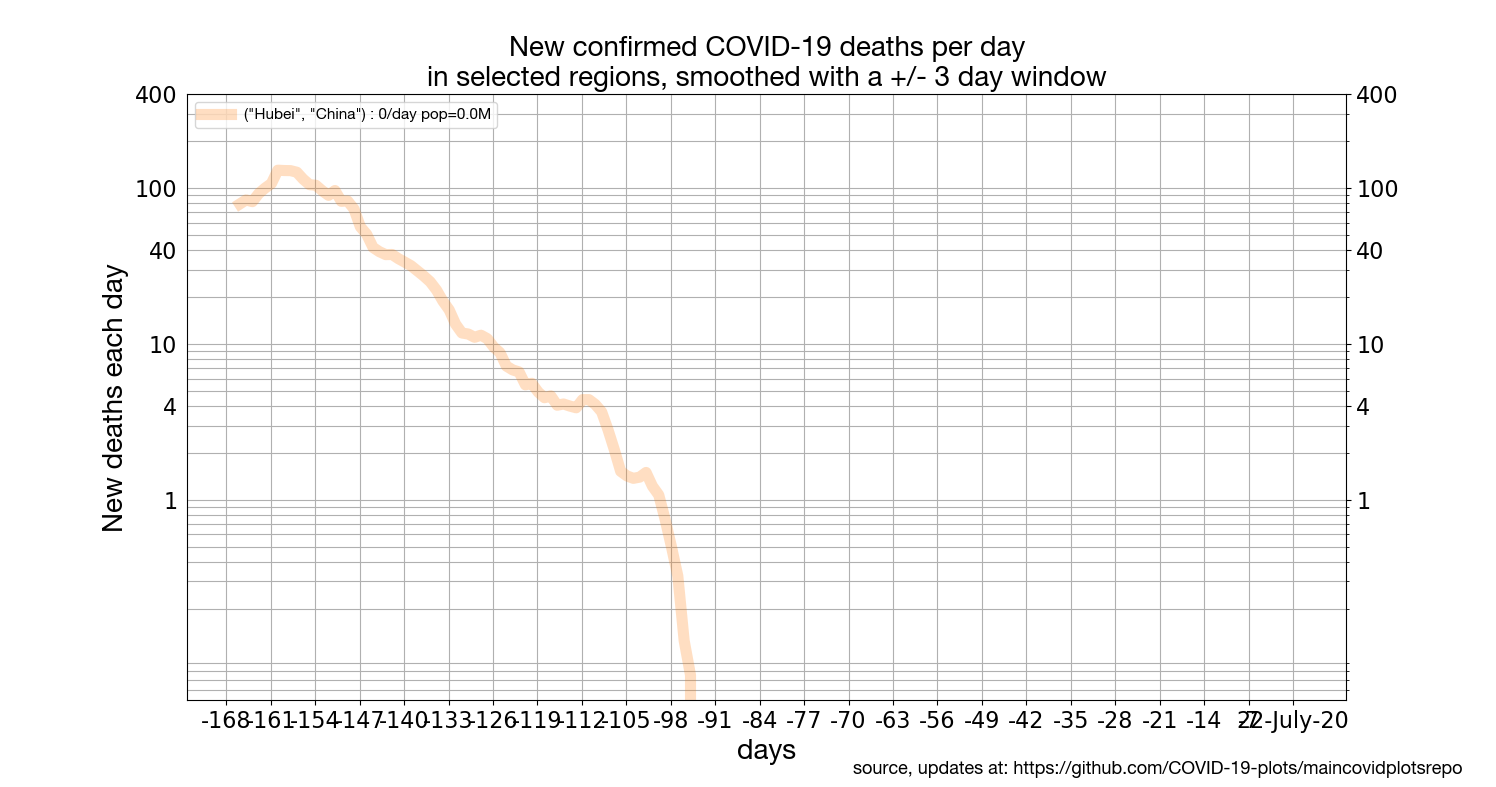 New confirmed COVID-19 deaths per day
in selected regions, smoothed with a +/- 3 day window
400
400
("Hubei", "China") : 0/day pop=0.0M
100
100
40
40
10
10
4
4
1
1
New deaths each day
-168 -161 -154 -147 -140 -133 -126 -119 -112 -105 -98 -91 -84 -77 -70 -63 -56 -49 -42 -35 -28 -21 -14 22-July-20
days
source, updates at: https://github.com/COVID-19-plots/maincovidplotsrepo